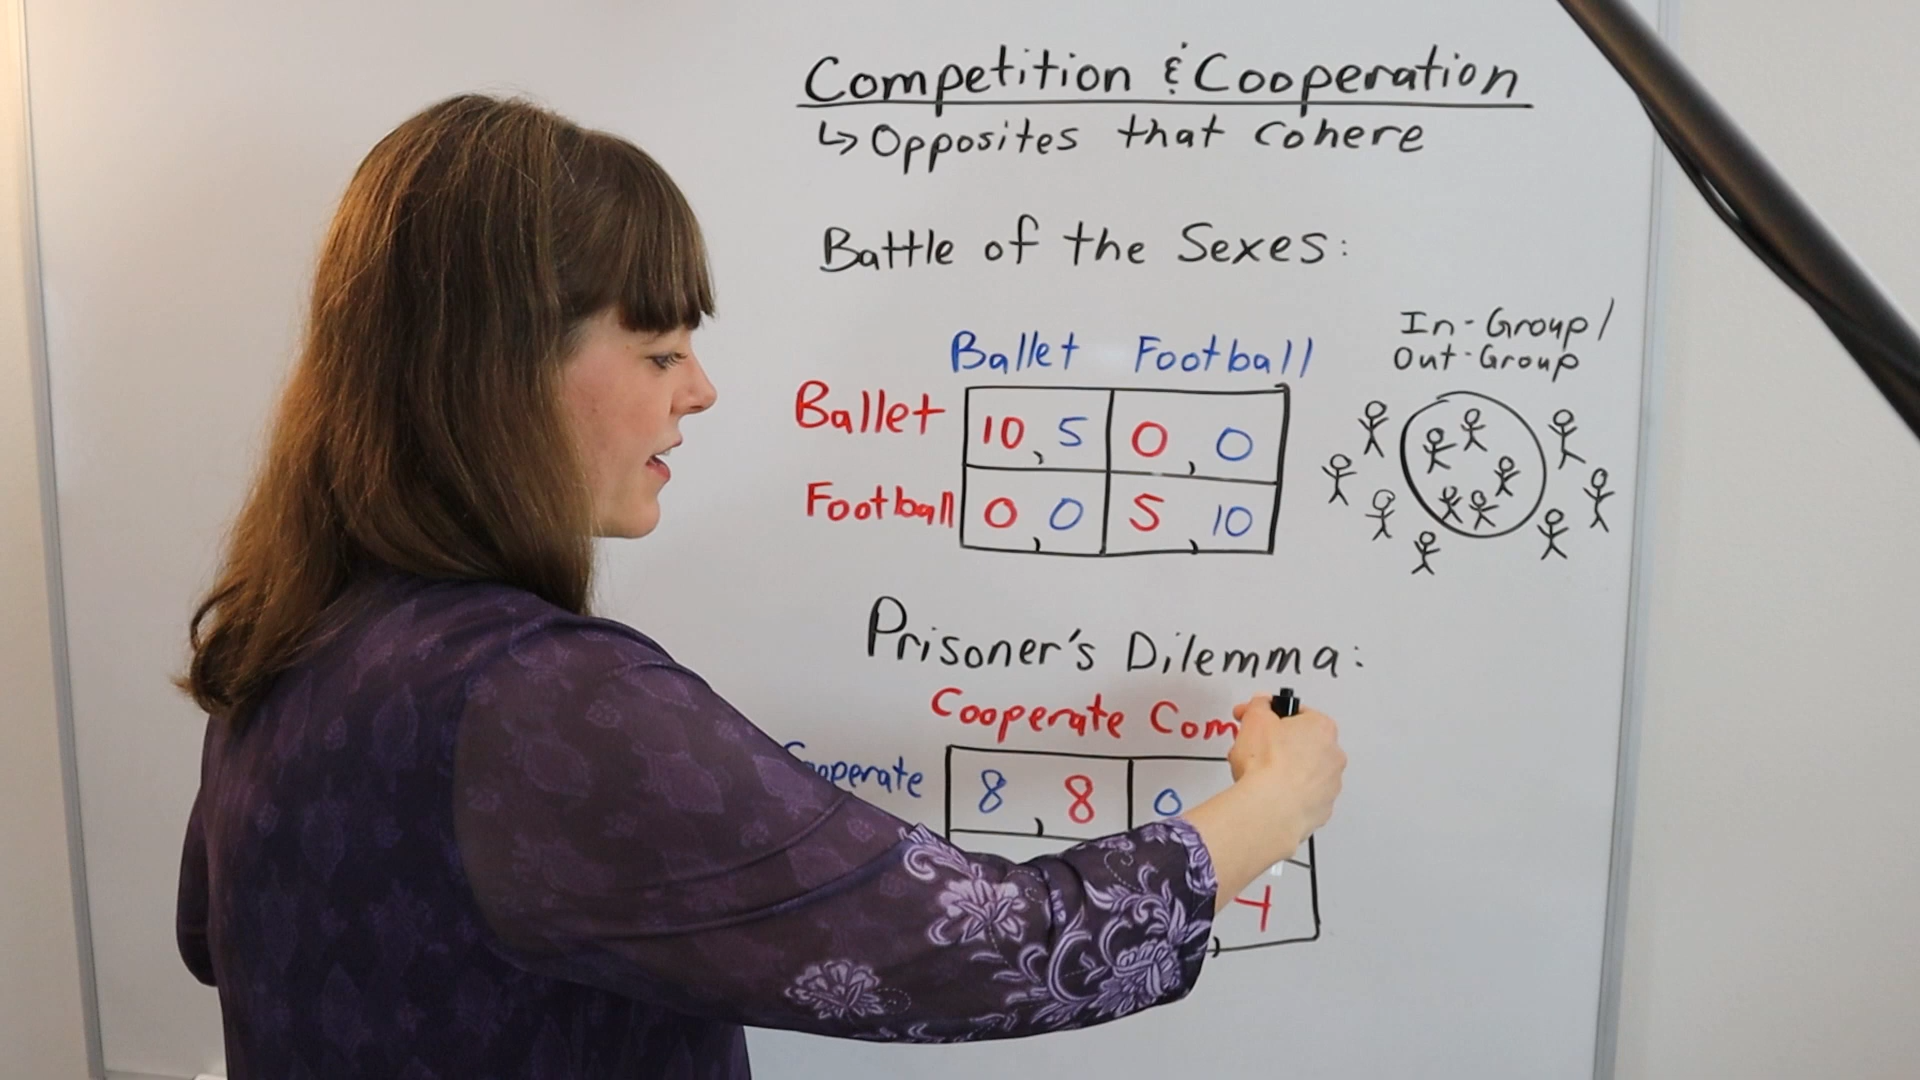 Competition & Cooperation
↳ Opposites that cohere
Battle of the Sexes:
In-Group/
Out-Group
Ballet Football
Ballet 10, 5 0, 0
Football 0, 0 5, 10
Prisoner's Dilemma:
Cooperate
8, 8 0
4